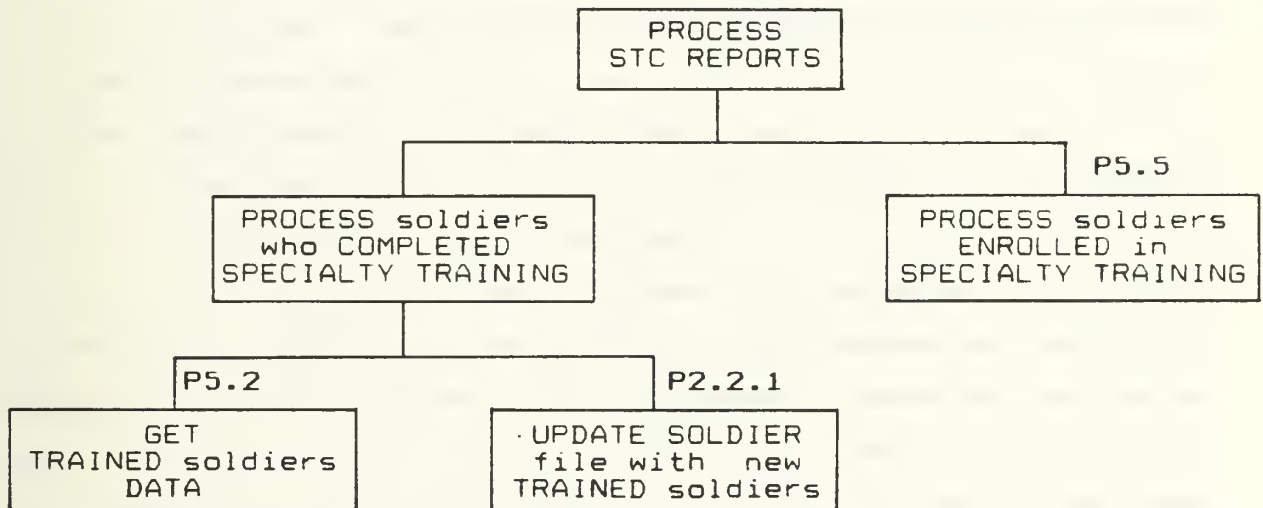 PROCESS
STC REPORTS
P5.5
PROCESS soldiers
who COMPLETED
SPECIALTY TRAINING
PROCESS soldiers
ENROLLED in
SPECIALTY TRAINING
P5.2
P2.2.1
GET
TRAINED soldiers
DATA
UPDATE SOLDIER
file with new
TRAINED soldiers